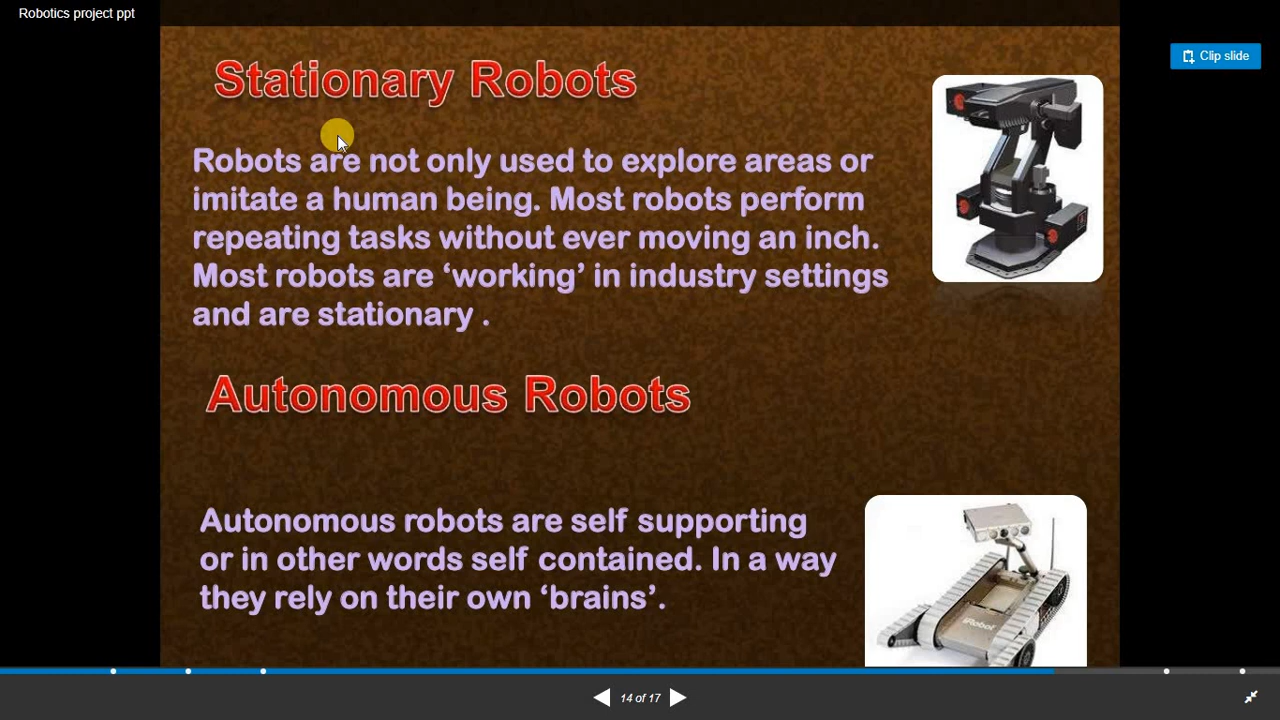 Robotics project ppt
Clip slide
Stationary Robots
Robots are not only used to explore areas or
imitate a human being. Most robots perform
repeating tasks without ever moving an inch.
Most robots are ‘working’ in industry settings
and are stationary .
Autonomous Robots
Autonomous robots are self supporting
or in other words self contained. In a way
they rely on their own ‘brains’.
iRobot
14 of 17